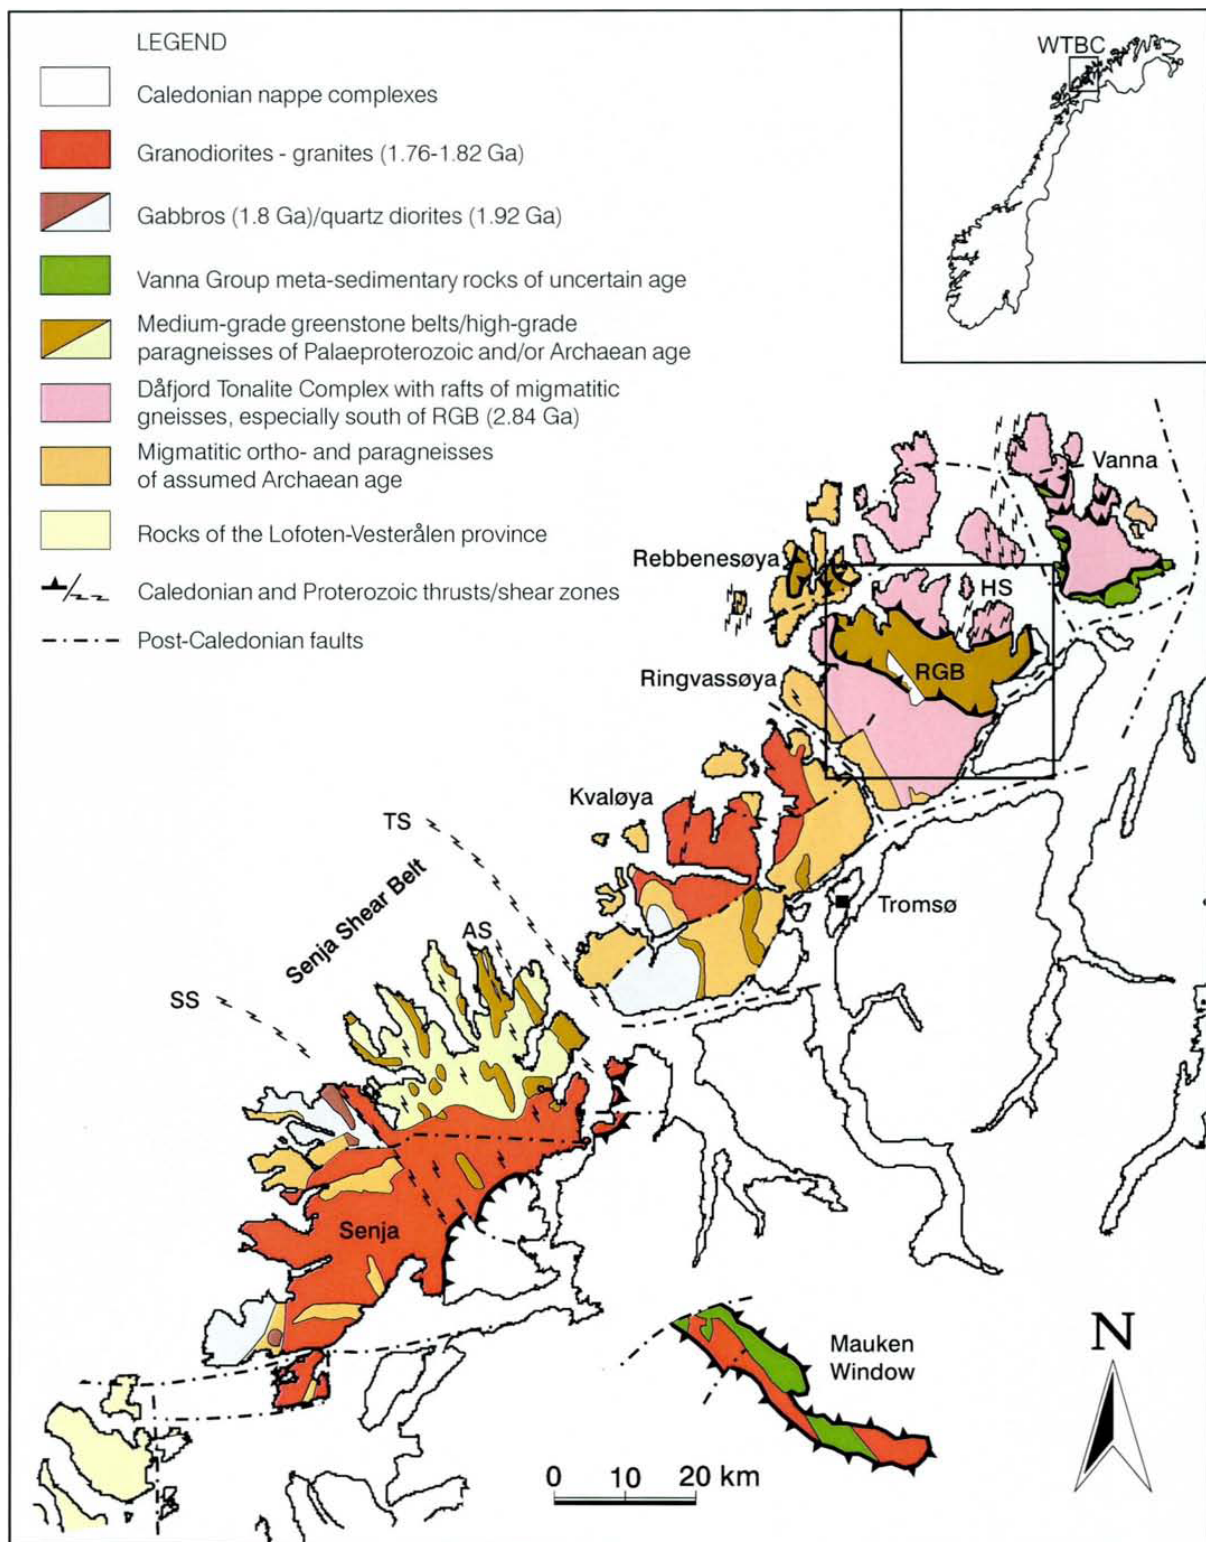 LEGEND
Caledonian nappe complexes
Granodiorites - granites (1.76-1.82 Ga)
Gabbros (1.8 Ga)/quartz diorites (1.92 Ga)
Vanna Group meta-sedimentary rocks of uncertain age
Medium-grade greenstone belts/high-grade
paragneisses of Palaeproterozoic and/or Archaean age
Dåfjord Tonalite Complex with rafts of migmatitic
gneisses, especially south of RGB (2.84 Ga)
Migmatitic ortho- and paragneisses
of assumed Archaean age
Rocks of the Lofoten-Vesterålen province
Caledonian and Proterozoic thrusts/shear zones
Post-Caledonian faults
WTBC
Vanna
Rebbenesøya
HS
Ringvassøya
RGB
Kvaløya
TS
Senja Shear Belt
Tromsø
AS
SS
Senja
Mauken
Window
N
0 10 20 km